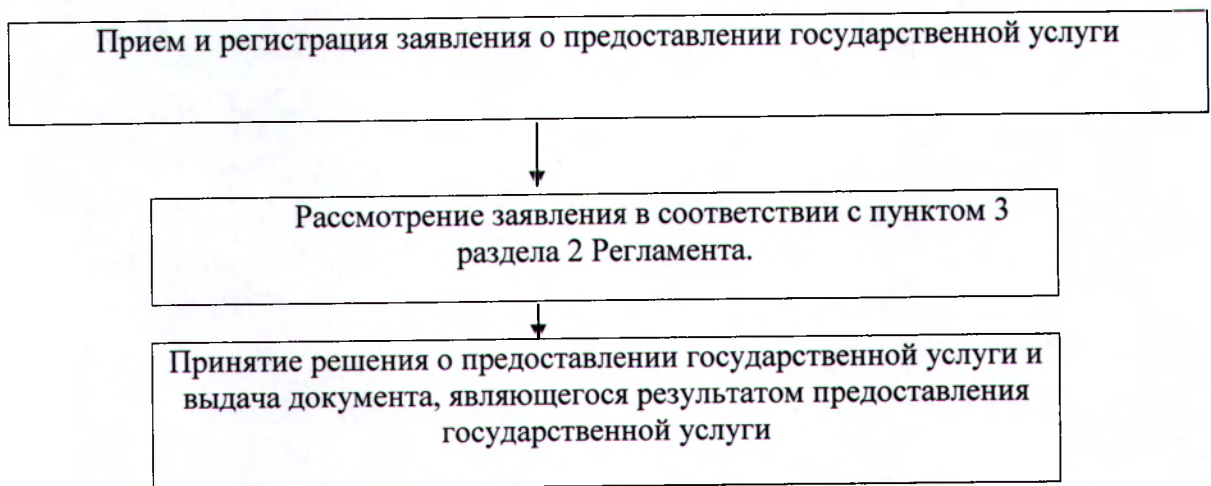 Прием и регистрация заявления о предоставлении государственной услуги
Рассмотрение заявления в соответствии с пунктом 3
раздела 2 Регламента.
Принятие решения о предоставлении государственной услуги и
выдача документа, являющегося результатом предоставления
государственной услуги